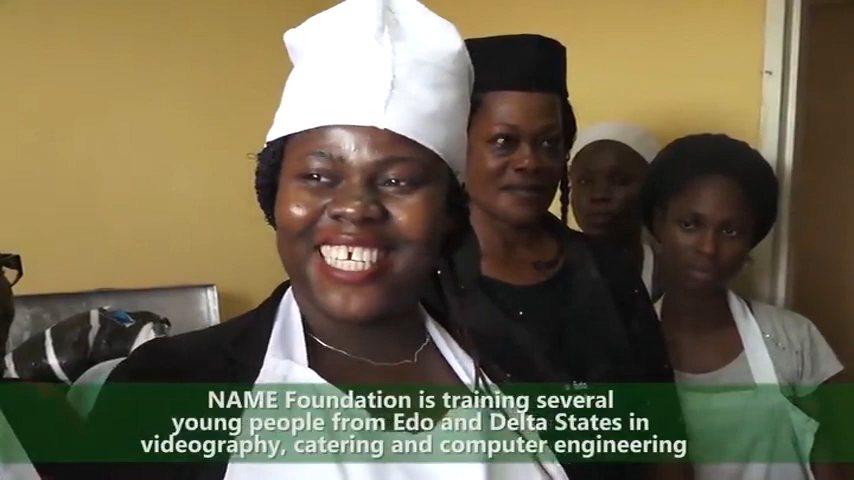 NAME Foundation is training several
young people from Edo and Delta States in
videography, catering and computer engineering